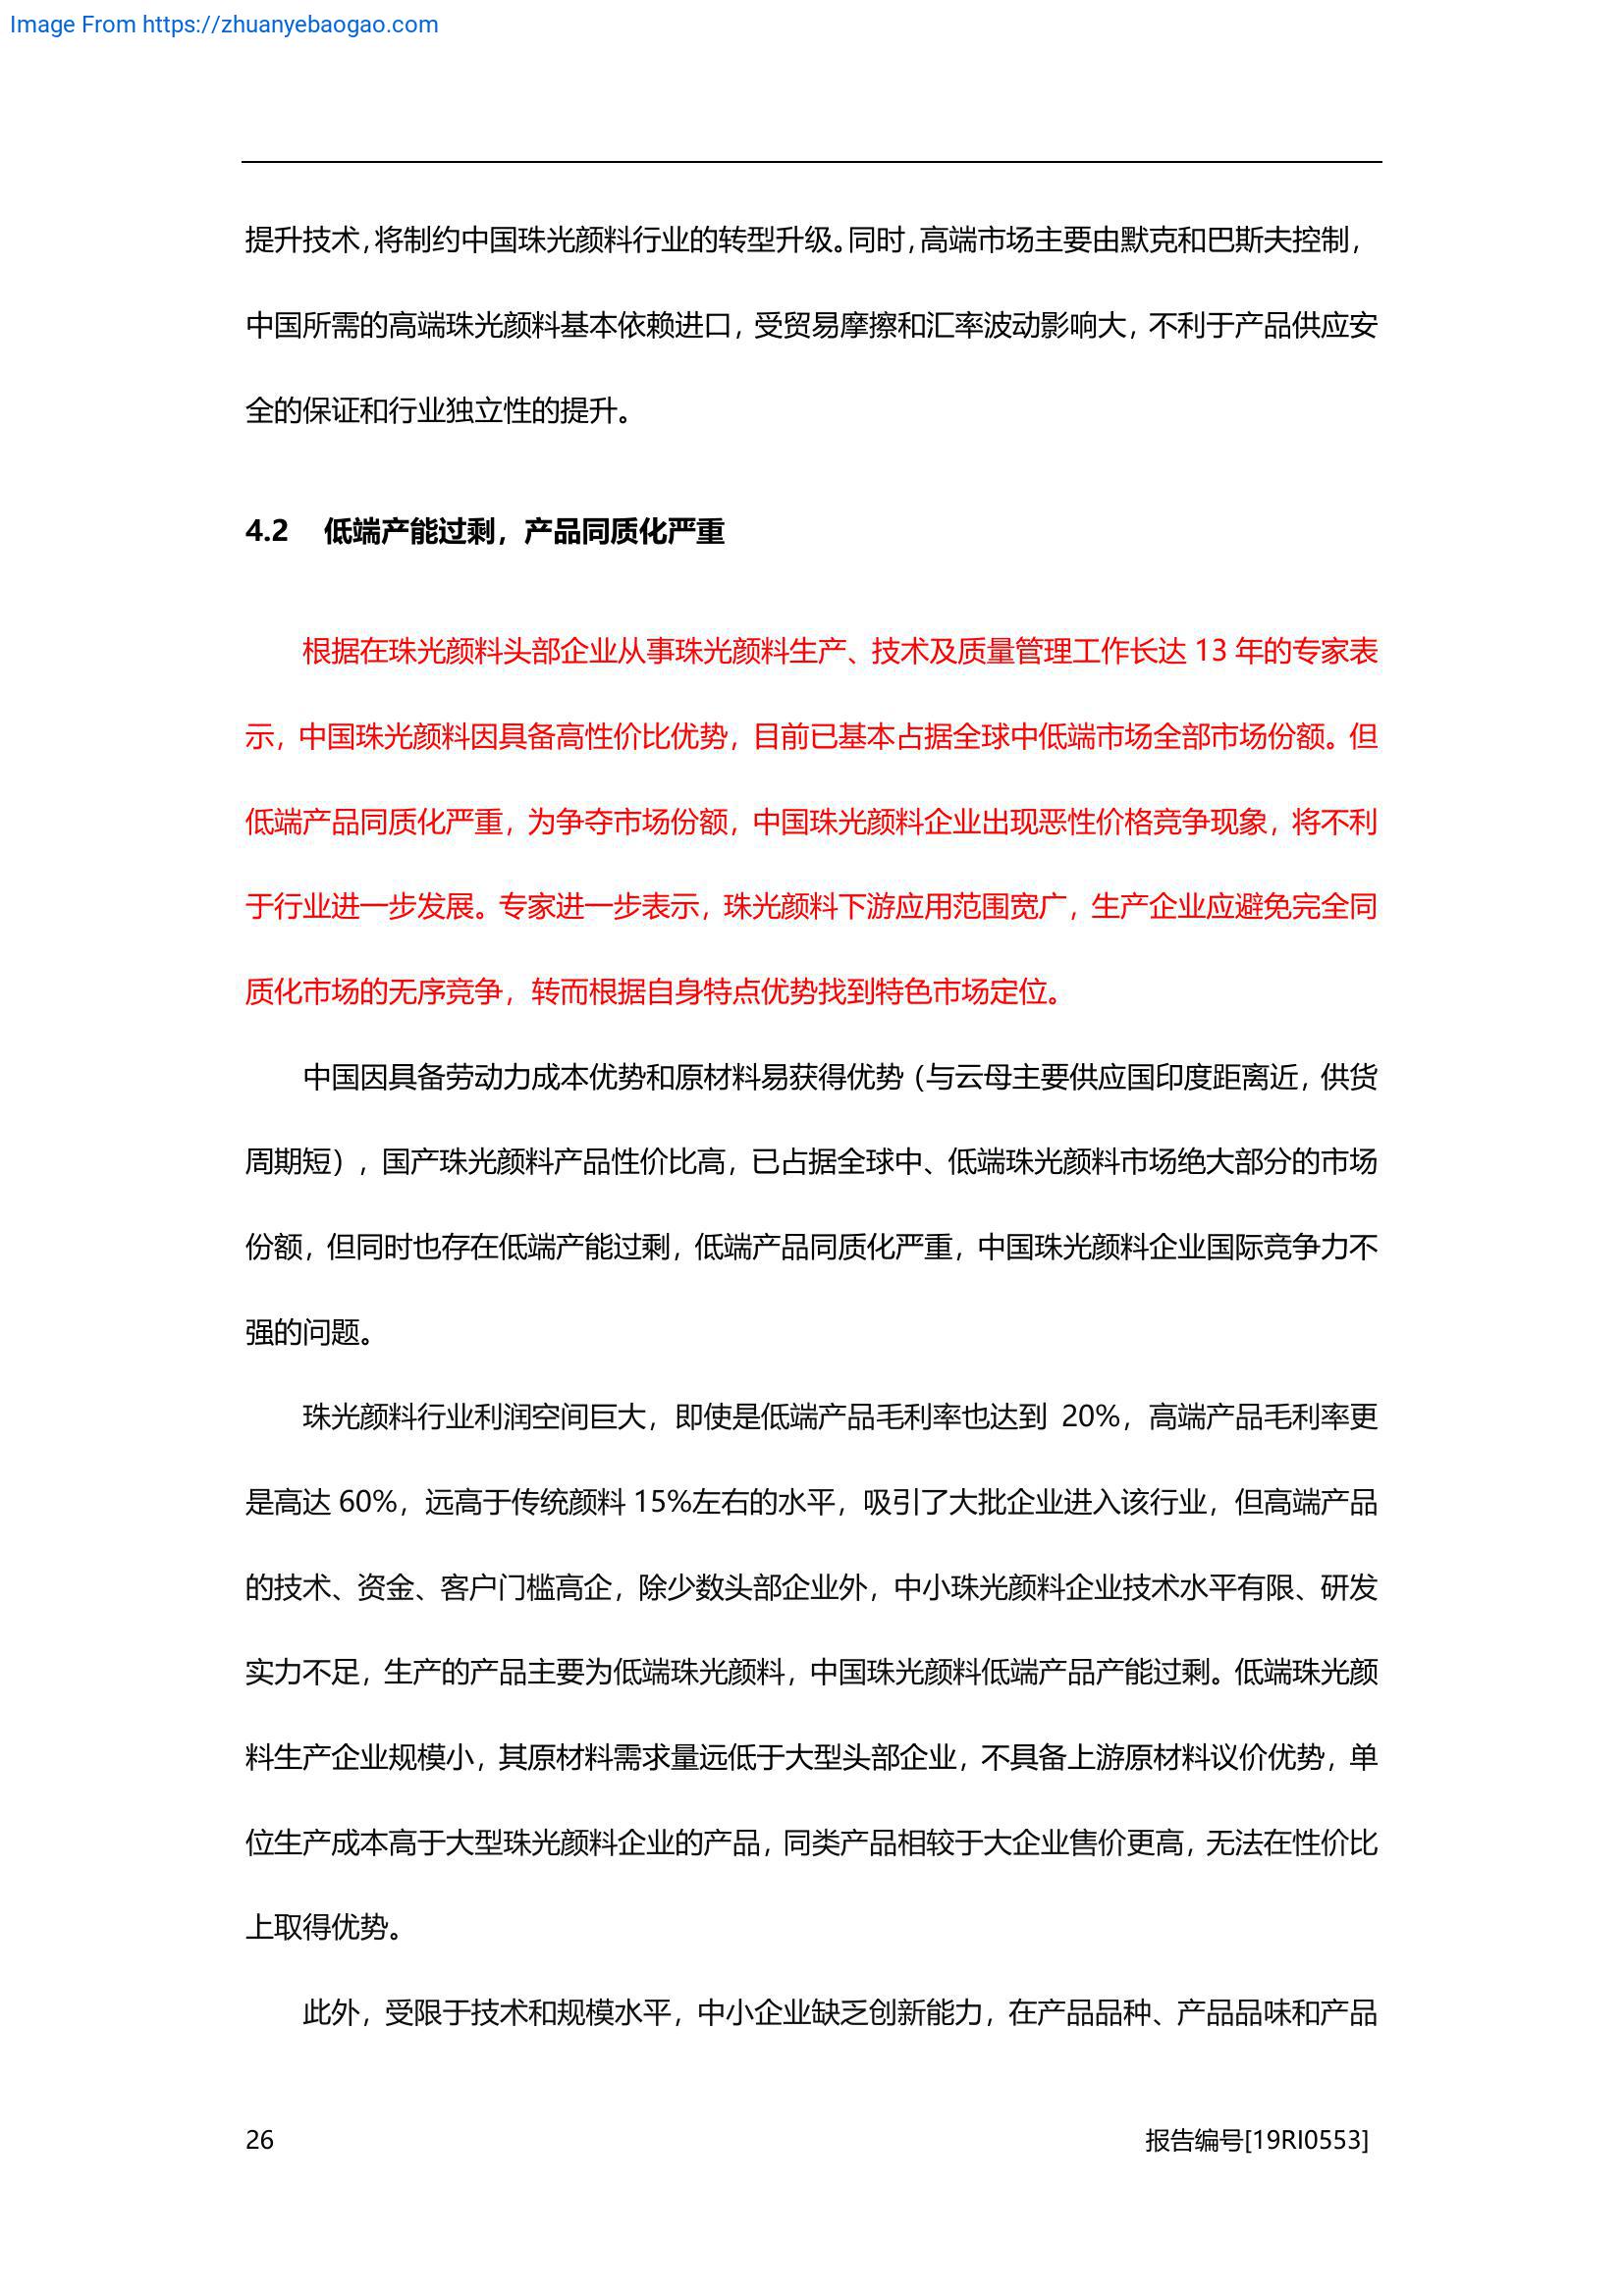 Image From https://zhuanyebaogao.com
提升技术，将制约中国珠光颜料行业的转型升级。同时，高端市场主要由默克和巴斯夫控制，
中国所需的高端珠光颜料基本依赖进口，受贸易摩擦和汇率波动影响大，不利于产品供应安
全的保证和行业独立性的提升。
4.2 低端产能过剩，产品同质化严重
根据在珠光颜料头部企业从事珠光颜料生产、技术及质量管理工作长达 13 年的专家表
示，中国珠光颜料因具备高性价比优势，目前已基本占据全球中低端市场全部市场份额。但
低端产品同质化严重，为争夺市场份额，中国珠光颜料企业出现恶性价格竞争现象，将不利
于行业进一步发展。专家进一步表示，珠光颜料下游应用范围宽广，生产企业应避免完全同
质化市场的无序竞争，转而根据自身特点优势找到特色市场定位。
中国因具备劳动力成本优势和原材料易获得优势（与云母主要供应国印度距离近，供货
周期短），国产珠光颜料产品性价比高，已占据全球中、低端珠光颜料市场绝大部分的市场
份额，但同时也存在低端产能过剩，低端产品同质化严重，中国珠光颜料企业国际竞争力不
强的问题。
珠光颜料行业利润空间巨大，即使是低端产品毛利率也达到 20%，高端产品毛利率更
是高达 60%，远高于传统颜料 15%左右的水平，吸引了大批企业进入该行业，但高端产品
的技术、资金、客户门槛高企，除少数头部企业外，中小珠光颜料企业技术水平有限、研发
实力不足，生产的产品主要为低端珠光颜料，中国珠光颜料低端产品产能过剩。低端珠光颜
料生产企业规模小，其原材料需求量远低于大型头部企业，不具备上游原材料议价优势，单
位生产成本高于大型珠光颜料企业的产品，同类产品相较于大企业售价更高，无法在性价比
上取得优势。
此外，受限于技术和规模水平，中小企业缺乏创新能力，在产品品种、产品品味和产品
26 报告编号[19RI0553]